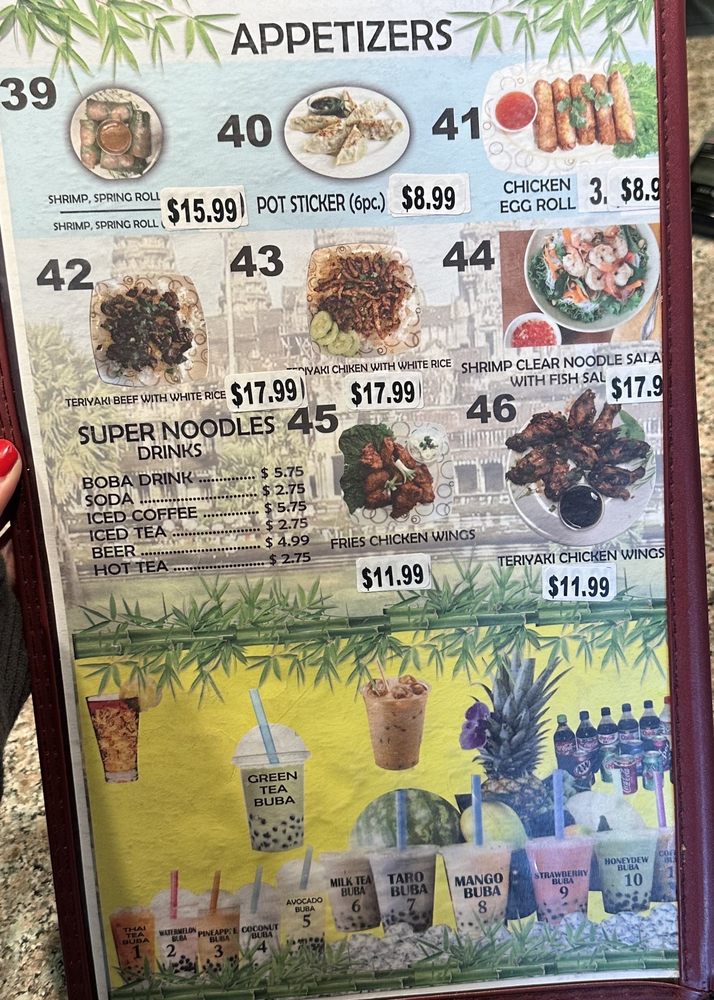 APPETIZERS
39
40
41
SHRIMP, SPRING ROLL
SHRIMP, SPRING ROLL
$15.99
POT STICKER (6pc.)
$8.99
CHICKEN
EGG ROLL
3.
$8.9
42
43
44
TERIYAKI BEEF WITH WHITE RICE
$17.99
CHIKEN WITH WHITE RICE
$17.99
SHRIMP CLEAR NOODLE SALA
WITH FISH SAU
$17.9
SUPER NOODLES
DRINKS
BOBA DRINK .............. $ 5.75
SODA ............................ $ 2.75
ICED COFFEE .............. $ 5.75
ICED TEA ...................... $ 2.75
BEER ............................. $ 4.99
HOT TEA ...................... $ 2.75
45
FRIES CHICKEN WINGS
$11.99
46
TERIYAKI CHICKEN WINGS
$11.99
GREEN
TEA
BUBA
THAI
TEA
BUBA
1
WATERMELON
BUBA
2
BUBA
3
COCONUT
BUBA
4
AVOCADO
BUBA
5
MILK TEA
BUBA
6
TARO
BUBA
7
MANGO
BUBA
8
STRAWBERRY
BUBA
9
HONEYDEW
BUBA
10